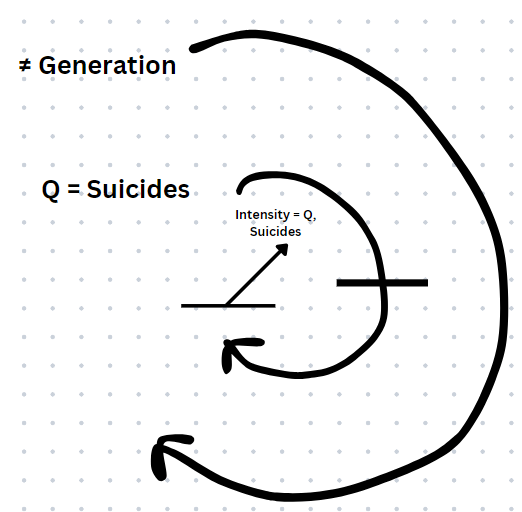 ≠ Generation
Q = Suicides
Intensity = Q,
Suicides